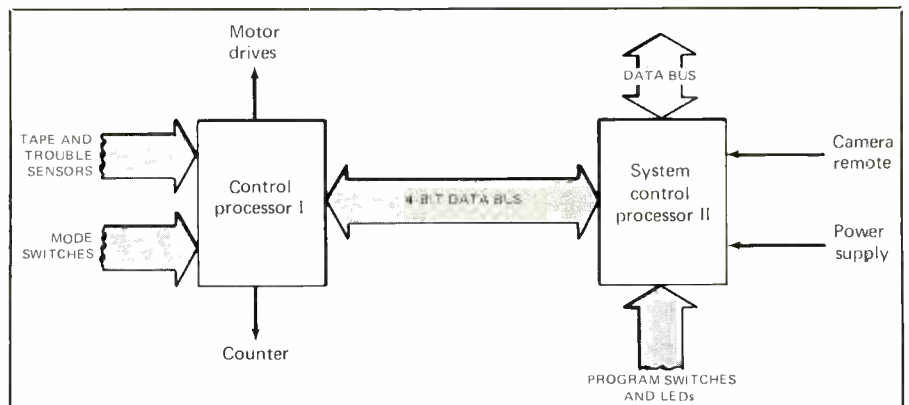 Motor
drives
DATA BUS
TAPE AND
TROUBLE
SENSORS
Control
processor I
4-BIT DATA BUS
System
control
processor II
Camera
remote
MODE
SWITCHES
Power
supply
Counter
PROGRAM SWITCHES
AND LEDs